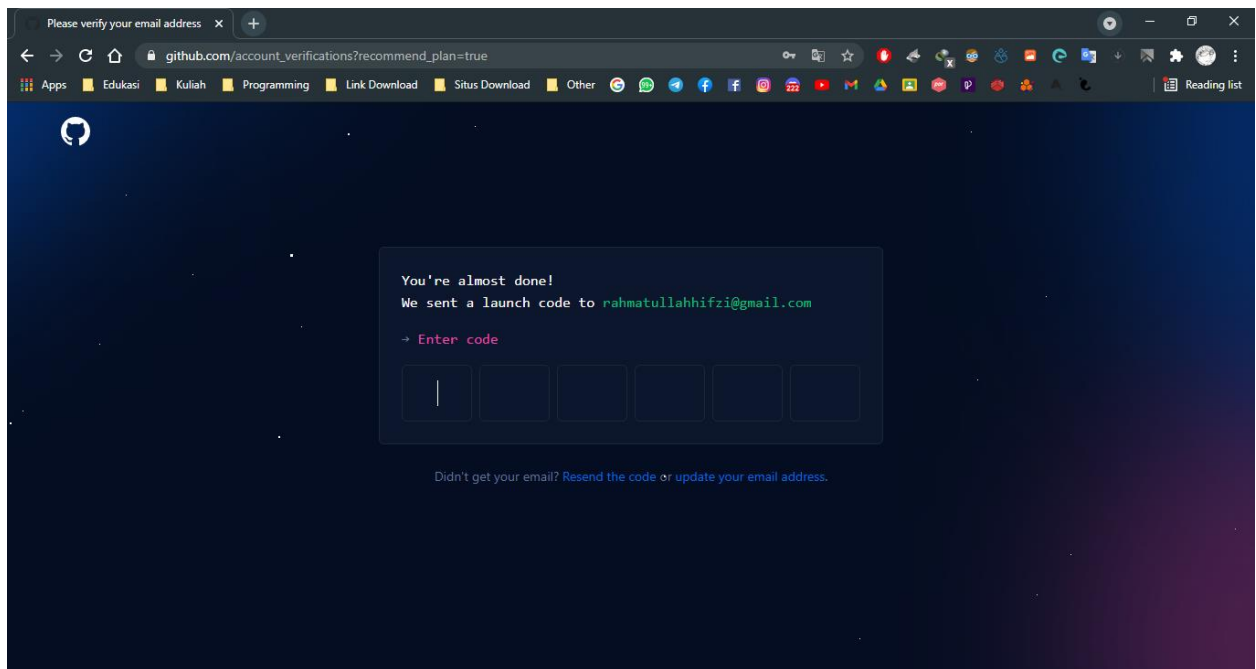 Please verify your email address
github.com/account_verifications?recommend_plan=true
Apps Edukasi Kuliah Programming Link Download Situs Download Other 99+ 222 Reading list
You're almost done!
We sent a launch code to rahmatullahhifzi@gmail.com
→ Enter code
Didn't get your email? Resend the code or update your email address.